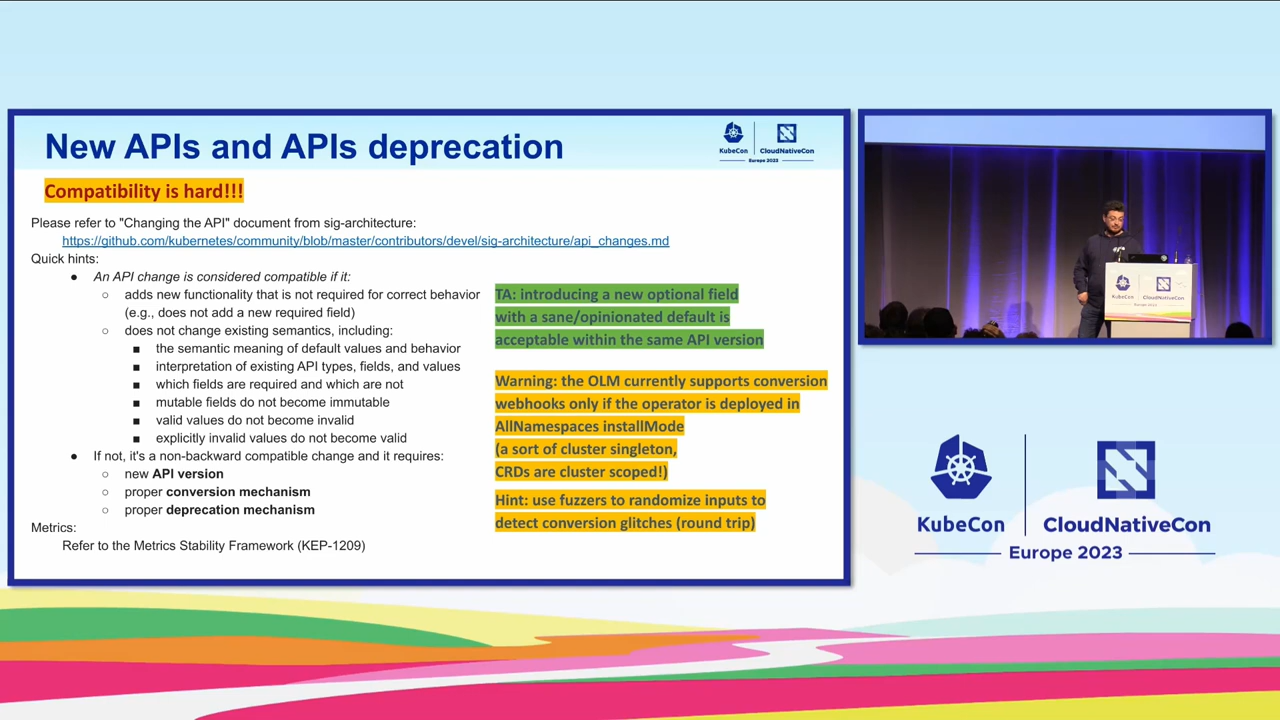 New APIs and APIs deprecation
KubeCon
CloudNativeCon
Europe 2023
Compatibility is hard!!!
Please refer to "Changing the API" document from sig-architecture:
https://github.com/kubernetes/community/blob/master/contributors/devel/sig-architecture/api_changes.md
Quick hints:
● An API change is considered compatible if it:
○ adds new functionality that is not required for correct behavior
(e.g., does not add a new required field)
○ does not change existing semantics, including:
■ the semantic meaning of default values and behavior
■ interpretation of existing API types, fields, and values
■ which fields are required and which are not
■ mutable fields do not become immutable
■ valid values do not become invalid
■ explicitly invalid values do not become valid
● If not, it's a non-backward compatible change and it requires:
○ new API version
○ proper conversion mechanism
○ proper deprecation mechanism
Metrics:
Refer to the Metrics Stability Framework (KEP-1209)
TA: introducing a new optional field
with a sane/opinionated default is
acceptable within the same API version
Warning: the OLM currently supports conversion
webhooks only if the operator is deployed in
AllNamespaces installMode
(a sort of cluster singleton,
CRDs are cluster scoped!)
Hint: use fuzzers to randomize inputs to
detect conversion glitches (round trip)
KubeCon
CloudNativeCon
Europe 2023
KubeCon
CloudNativeCon
Europe 2023